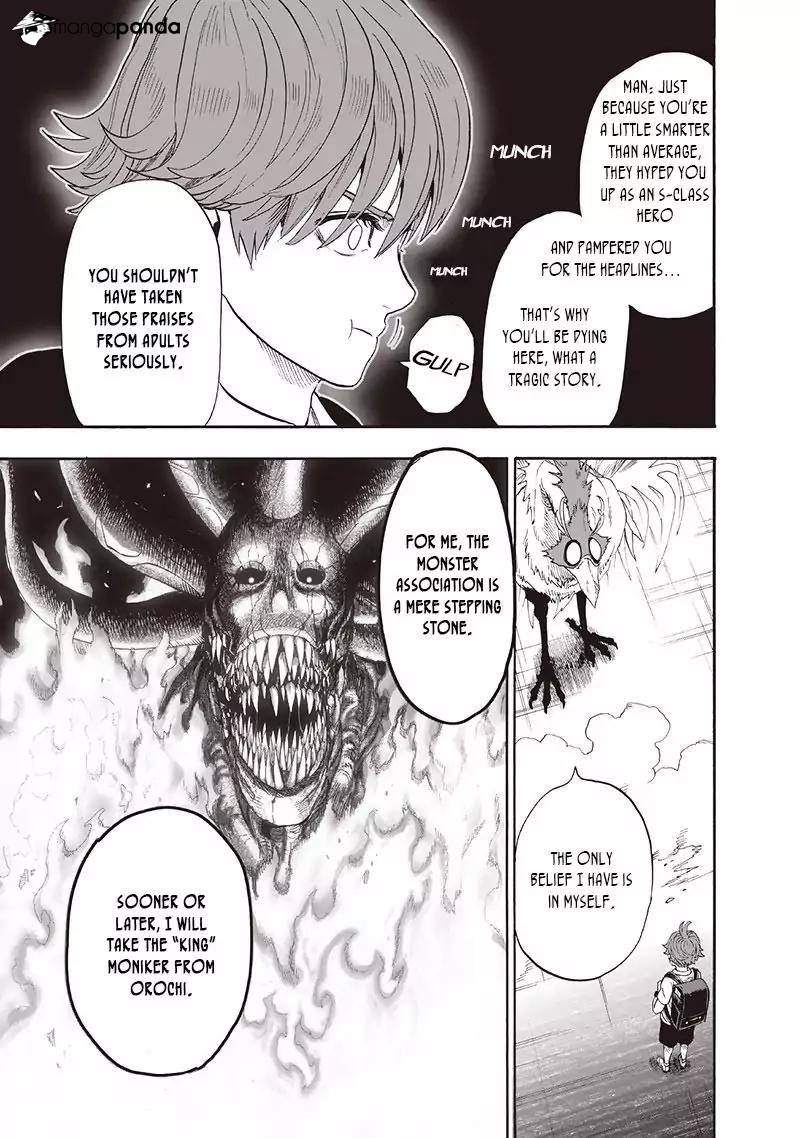 mangapanda
MAN: JUST
BECAUSE YOU'RE
A LITTLE SMARTER
THAN AVERAGE,
THEY HYPED YOU
UP AS AN S-CLASS
HERO
AND PAMPERED YOU
FOR THE HEADLINES...
THAT'S WHY
YOU'LL BE DYING
HERE, WHAT A
TRAGIC STORY.
MUNCH
MUNCH
MUNCH
GULP
YOU SHOULDN'T
HAVE TAKEN
THOSE PRAISES
FROM ADULTS
SERIOUSLY.
THE ONLY
BELIEF I HAVE IS
IN MYSELF.
FOR ME, THE
MONSTER
ASSOCIATION IS
A MERE STEPPING
STONE.
SOONER OR
LATER, I WILL
TAKE THE "KING"
MONIKER FROM
OROCHI.